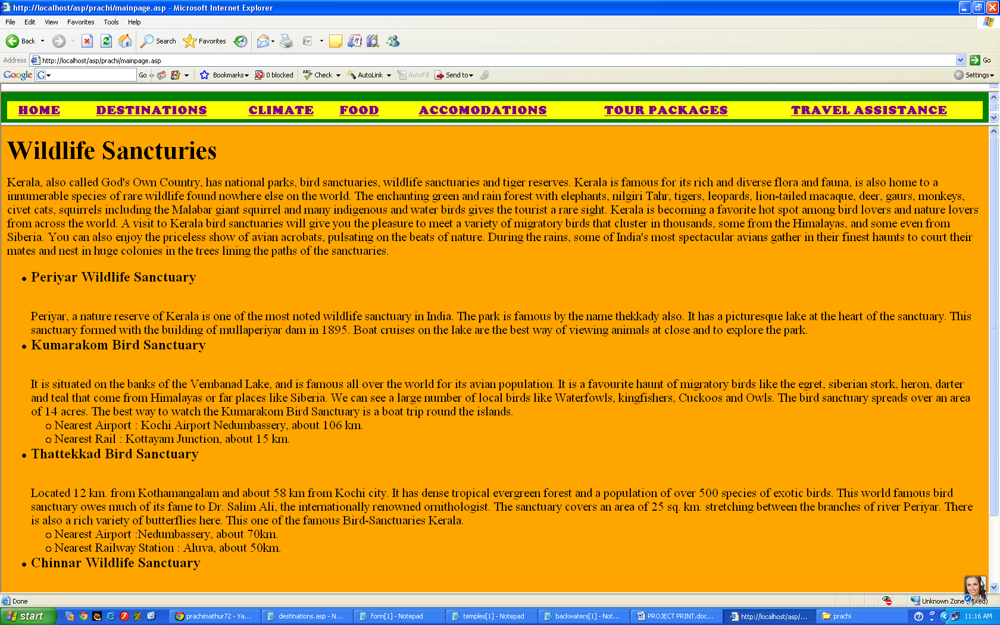 http://localhost/asp/prachi/mainpage.asp - Microsoft Internet Explorer
File Edit View Favorites Tools Help
Back Search Favorites
Address http://localhost/asp/prachi/mainpage.asp Go
Google G Go Bookmarks 0 blocked ABC Check AutoLink AutoFill Send to Settings
HOME DESTINATIONS CLIMATE FOOD ACCOMODATIONS TOUR PACKAGES TRAVEL ASSISTANCE
Wildlife Sancturies
Kerala, also called God's Own Country, has national parks, bird sanctuaries, wildlife sanctuaries and tiger reserves. Kerala is famous for its rich and diverse flora and fauna, is also home to a
innumerable species of rare wildlife found nowhere else on the world. The enchanting green and rain forest with elephants, nilgiri Tahr, tigers, leopards, lion-tailed macaque, deer, gaurs, monkeys,
civet cats, squirrels including the Malabar giant squirrel and many indigenous and water birds gives the tourist a rare sight. Kerala is becoming a favorite hot spot among bird lovers and nature lovers
from across the world. A visit to Kerala bird sanctuaries will give you the pleasure to meet a variety of migratory birds that cluster in thousands, some from the Himalayas, and some even from
Siberia. You can also enjoy the priceless show of avian acrobats, pulsating on the beats of nature. During the rains, some of India's most spectacular avians gather in their finest haunts to court their
mates and nest in huge colonies in the trees lining the paths of the sanctuaries.
• Periyar Wildlife Sanctuary
Periyar, a nature reserve of Kerala is one of the most noted wildlife sanctuary in India. The park is famous by the name thekkady also. It has a picturesque lake at the heart of the sanctuary. This
sanctuary formed with the building of mullaperiyar dam in 1895. Boat cruises on the lake are the best way of viewing animals at close and to explore the park.
• Kumarakom Bird Sanctuary
It is situated on the banks of the Vembanad Lake, and is famous all over the world for its avian population. It is a favourite haunt of migratory birds like the egret, siberian stork, heron, darter
and teal that come from Himalayas or far places like Siberia. We can see a large number of local birds like Waterfowls, kingfishers, Cuckoos and Owls. The bird sanctuary spreads over an area
of 14 acres. The best way to watch the Kumarakom Bird Sanctuary is a boat trip round the islands.
○ Nearest Airport : Kochi Airport Nedumbassery, about 106 km.
○ Nearest Rail : Kottayam Junction, about 15 km.
• Thattekkad Bird Sanctuary
Located 12 km. from Kothamangalam and about 58 km from Kochi city. It has dense tropical evergreen forest and a population of over 500 species of exotic birds. This world famous bird
sanctuary owes much of its fame to Dr. Salim Ali, the internationally renowned ornithologist. The sanctuary covers an area of 25 sq. km. stretching between the branches of river Periyar. There
is also a rich variety of butterflies here. This one of the famous Bird-Sanctuaries Kerala.
○ Nearest Airport :Nedumbassery, about 70km.
○ Nearest Railway Station : Aluva, about 50km.
• Chinnar Wildlife Sanctuary
Done Unknown Zone (Mixed)
start prachimathur72 - Ya... destinations.asp - N... form[1] - Notepad temples[1] - Notepad backwaters[1] - Not... PROJECT PRINT.doc... http://localhost/asp/... prachi 11:16 AM